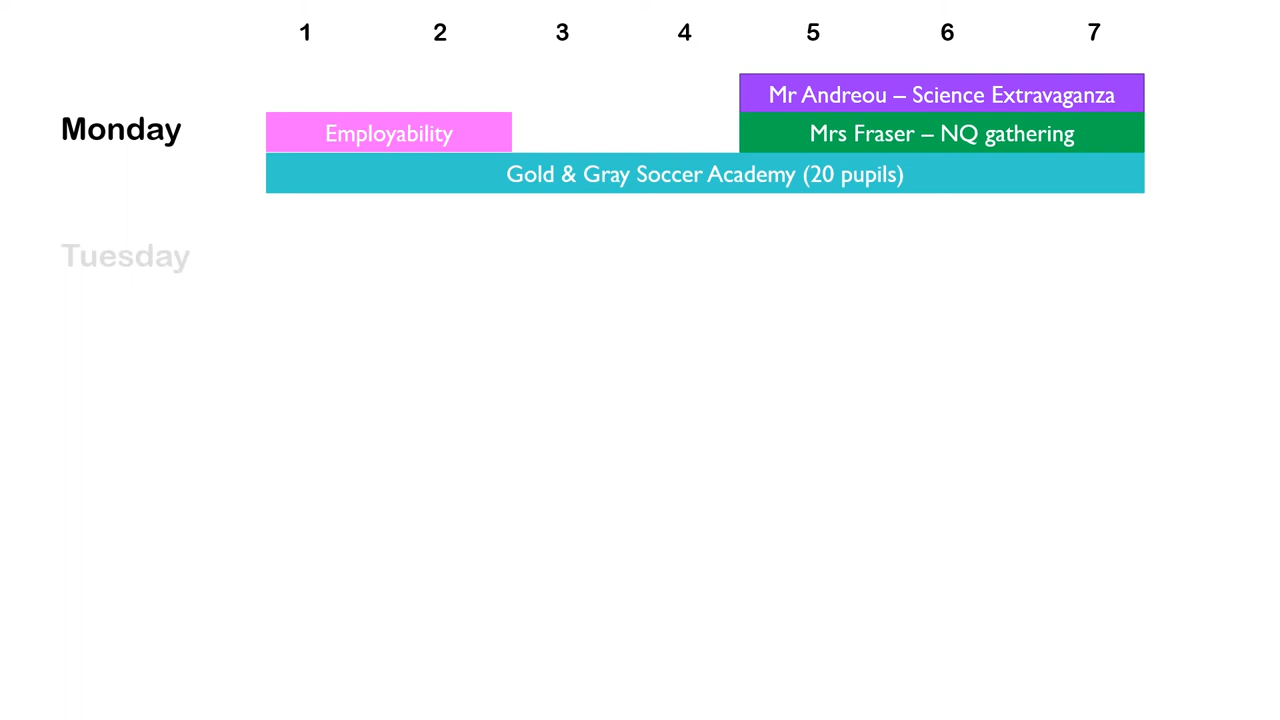 1 2 3 4 5 6 7
Mr Andreou – Science Extravaganza
Monday Employability Mrs Fraser – NQ gathering
Gold & Gray Soccer Academy (20 pupils)
Tuesday